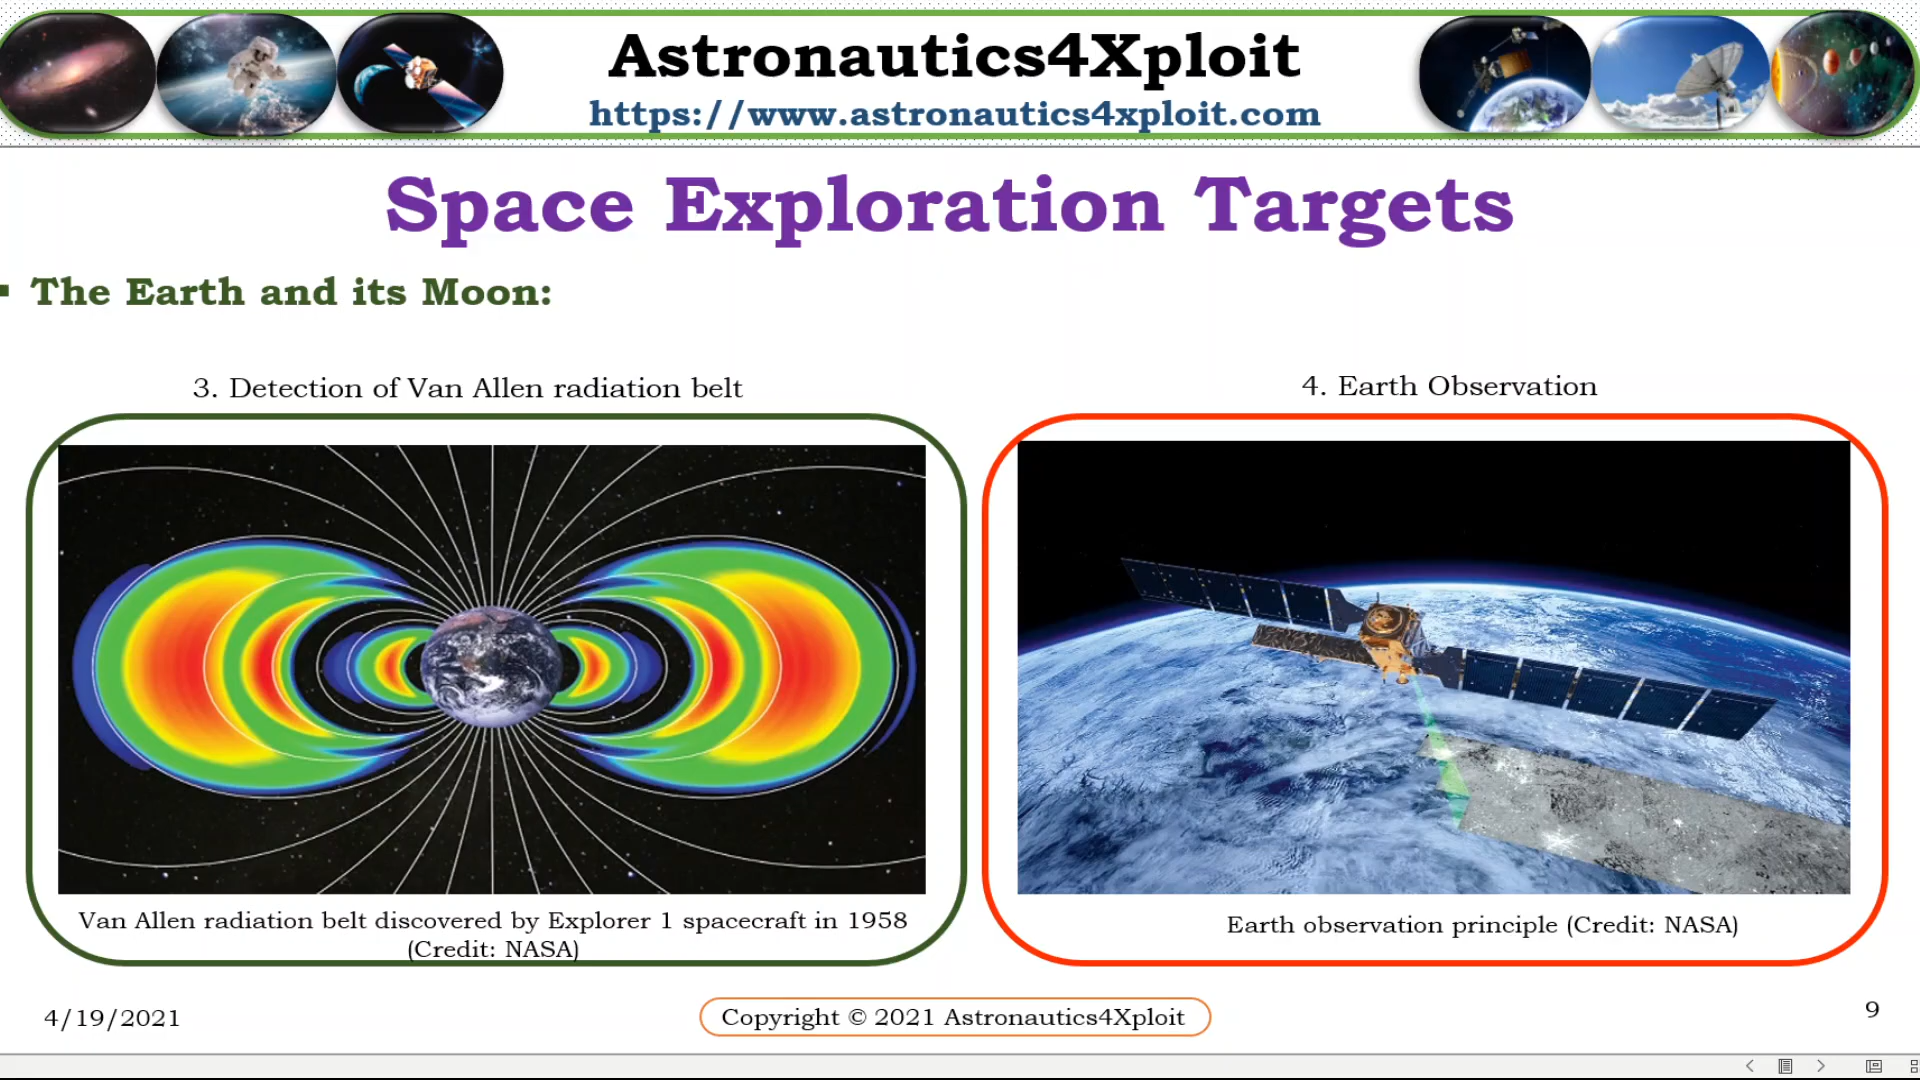 Astronautics4Xploit
https://www.astronautics4xploit.com
Space Exploration Targets
▪ The Earth and its Moon:
3. Detection of Van Allen radiation belt
4. Earth Observation
Van Allen radiation belt discovered by Explorer 1 spacecraft in 1958
(Credit: NASA)
Earth observation principle (Credit: NASA)
4/19/2021
Copyright © 2021 Astronautics4Xploit
9